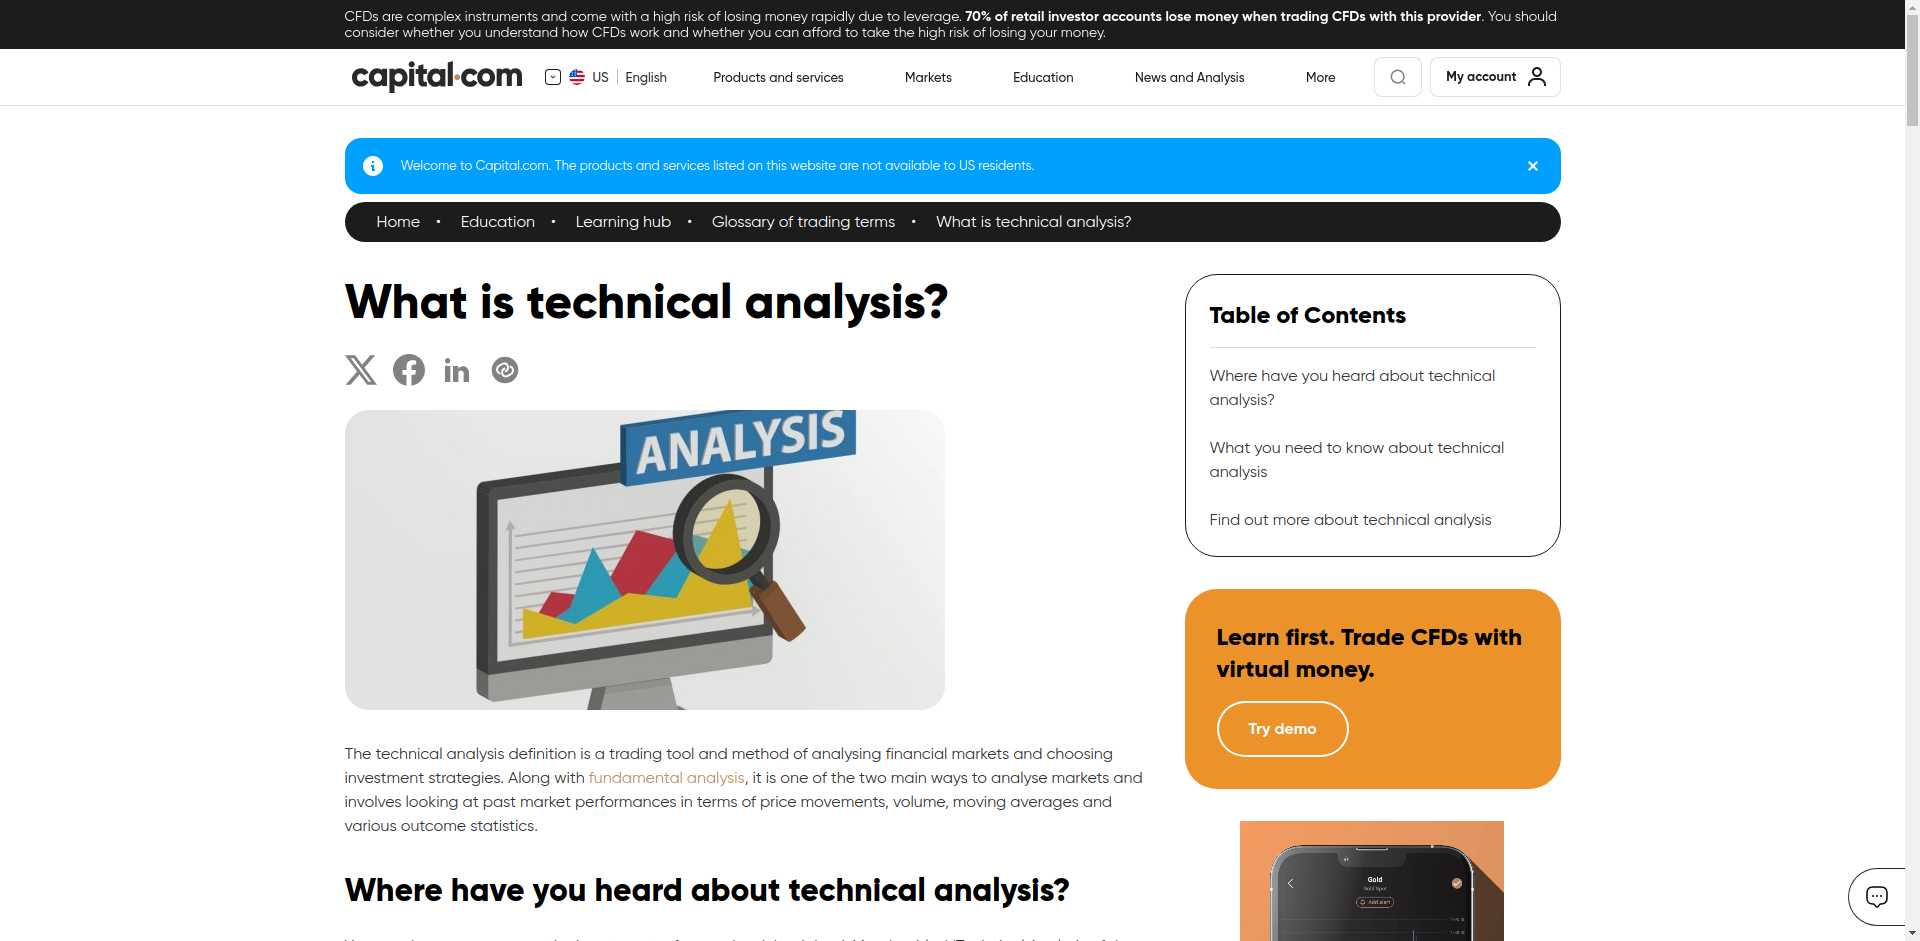 CFDs are complex instruments and come with a high risk of losing money rapidly due to leverage. 70% of retail investor accounts lose money when trading CFDs with this provider. You should
consider whether you understand how CFDs work and whether you can afford to take the high risk of losing your money.
capital.com
US English
Products and services
Markets
Education
News and Analysis
More
My account
Welcome to Capital.com. The products and services listed on this website are not available to US residents.
Home • Education • Learning hub • Glossary of trading terms • What is technical analysis?
What is technical analysis?
ANALYSIS
The technical analysis definition is a trading tool and method of analysing financial markets and choosing
investment strategies. Along with fundamental analysis, it is one of the two main ways to analyse markets and
involves looking at past market performances in terms of price movements, volume, moving averages and
various outcome statistics.
Where have you heard about technical analysis?
Table of Contents
Where have you heard about technical
analysis?
What you need to know about technical
analysis
Find out more about technical analysis
Learn first. Trade CFDs with
virtual money.
Try demo
Gold
Gold Spot
Add alert